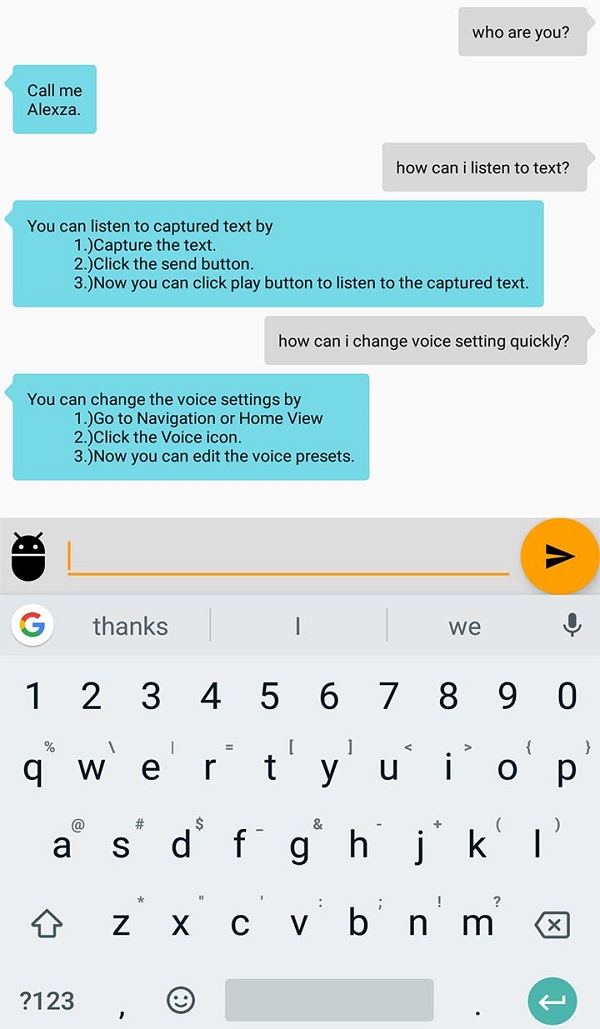 who are you?
Call me
Alexza.
how can i listen to text?
You can listen to captured text by
1.)Capture the text.
2.)Click the send button.
3.)Now you can click play button to listen to the captured text.
how can i change voice setting quickly?
You can change the voice settings by
1.)Go to Navigation or Home View
2.)Click the Voice icon.
3.)Now you can edit the voice presets.
G thanks I we
1 2 3 4 5 6 7 8 9 0
% \ | = [ ] < > { }
q w e r t y u i o p
@ # $ _ & - + ( )
a s d f g h j k l
* " ' : ; ! ?
z x c v b n m
?123 , .